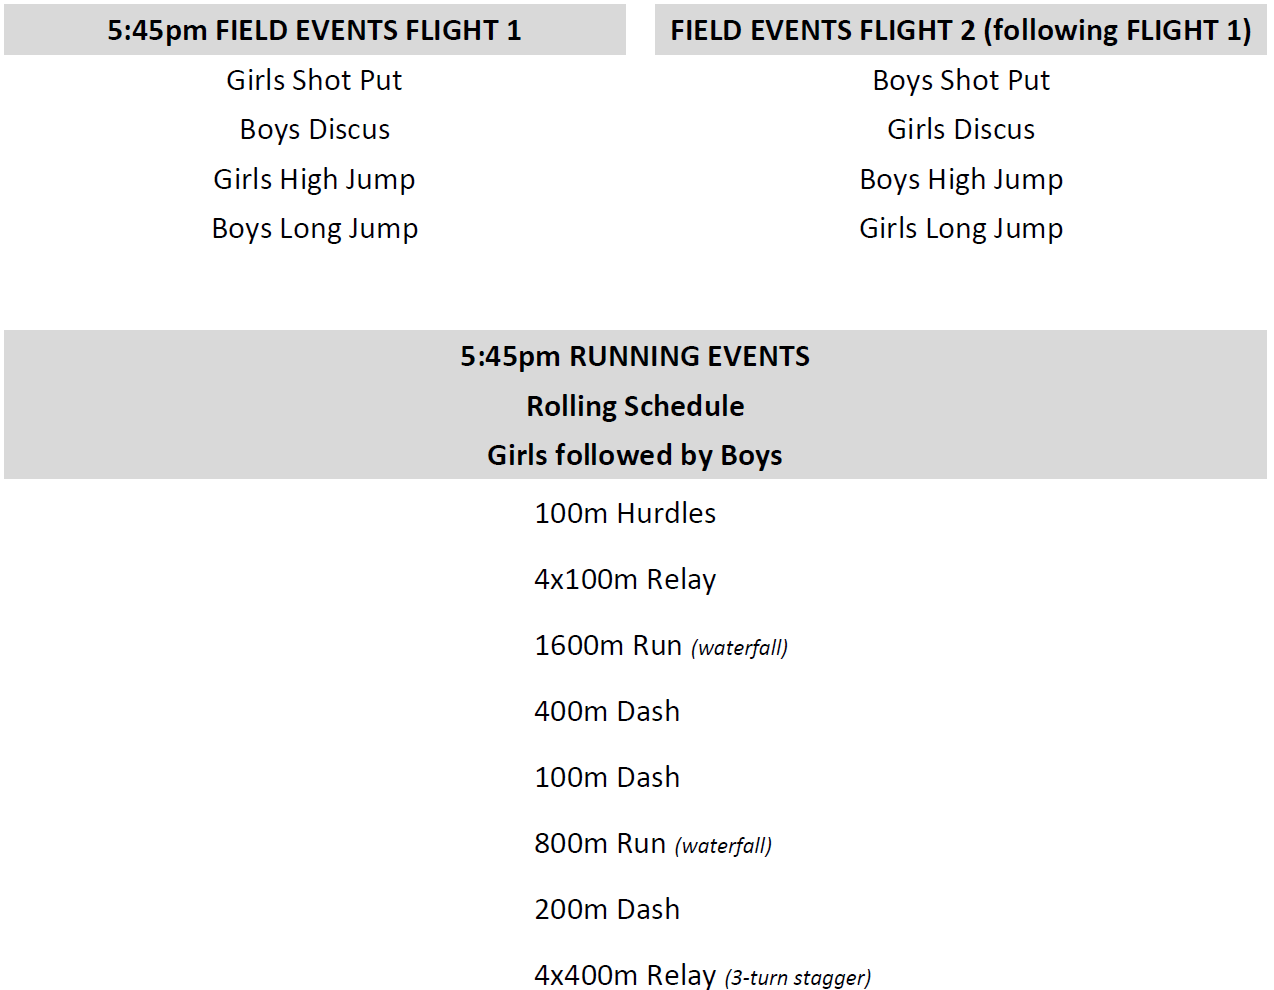 5:45pm FIELD EVENTS FLIGHT 1
Girls Shot Put
Boys Discus
Girls High Jump
Boys Long Jump
FIELD EVENTS FLIGHT 2 (following FLIGHT 1)
Boys Shot Put
Girls Discus
Boys High Jump
Girls Long Jump
5:45pm RUNNING EVENTS
Rolling Schedule
Girls followed by Boys
100m Hurdles
4x100m Relay
1600m Run (waterfall)
400m Dash
100m Dash
800m Run (waterfall)
200m Dash
4x400m Relay (3-turn stagger)